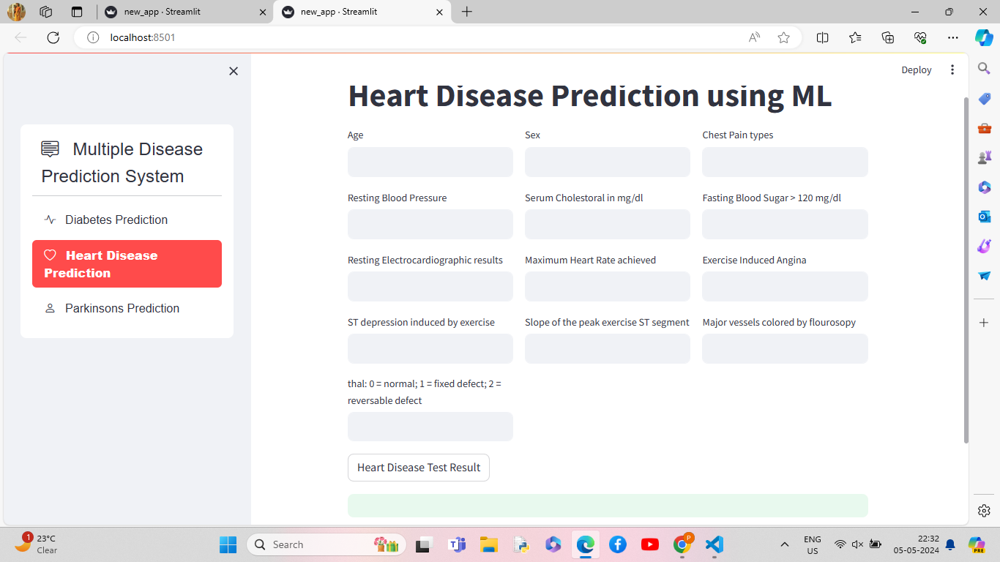 new_app · Streamlit
new_app · Streamlit
localhost:8501
Deploy
Multiple Disease
Prediction System
Diabetes Prediction
Heart Disease
Prediction
Parkinsons Prediction
Heart Disease Prediction using ML
Age Sex Chest Pain types
Resting Blood Pressure Serum Cholestoral in mg/dl Fasting Blood Sugar > 120 mg/dl
Resting Electrocardiographic results Maximum Heart Rate achieved Exercise Induced Angina
ST depression induced by exercise Slope of the peak exercise ST segment Major vessels colored by flourosopy
thal: 0 = normal; 1 = fixed defect; 2 =
reversable defect
Heart Disease Test Result
1
23°C
Clear
Search
P
ENG
US
22:32
05-05-2024
PRE